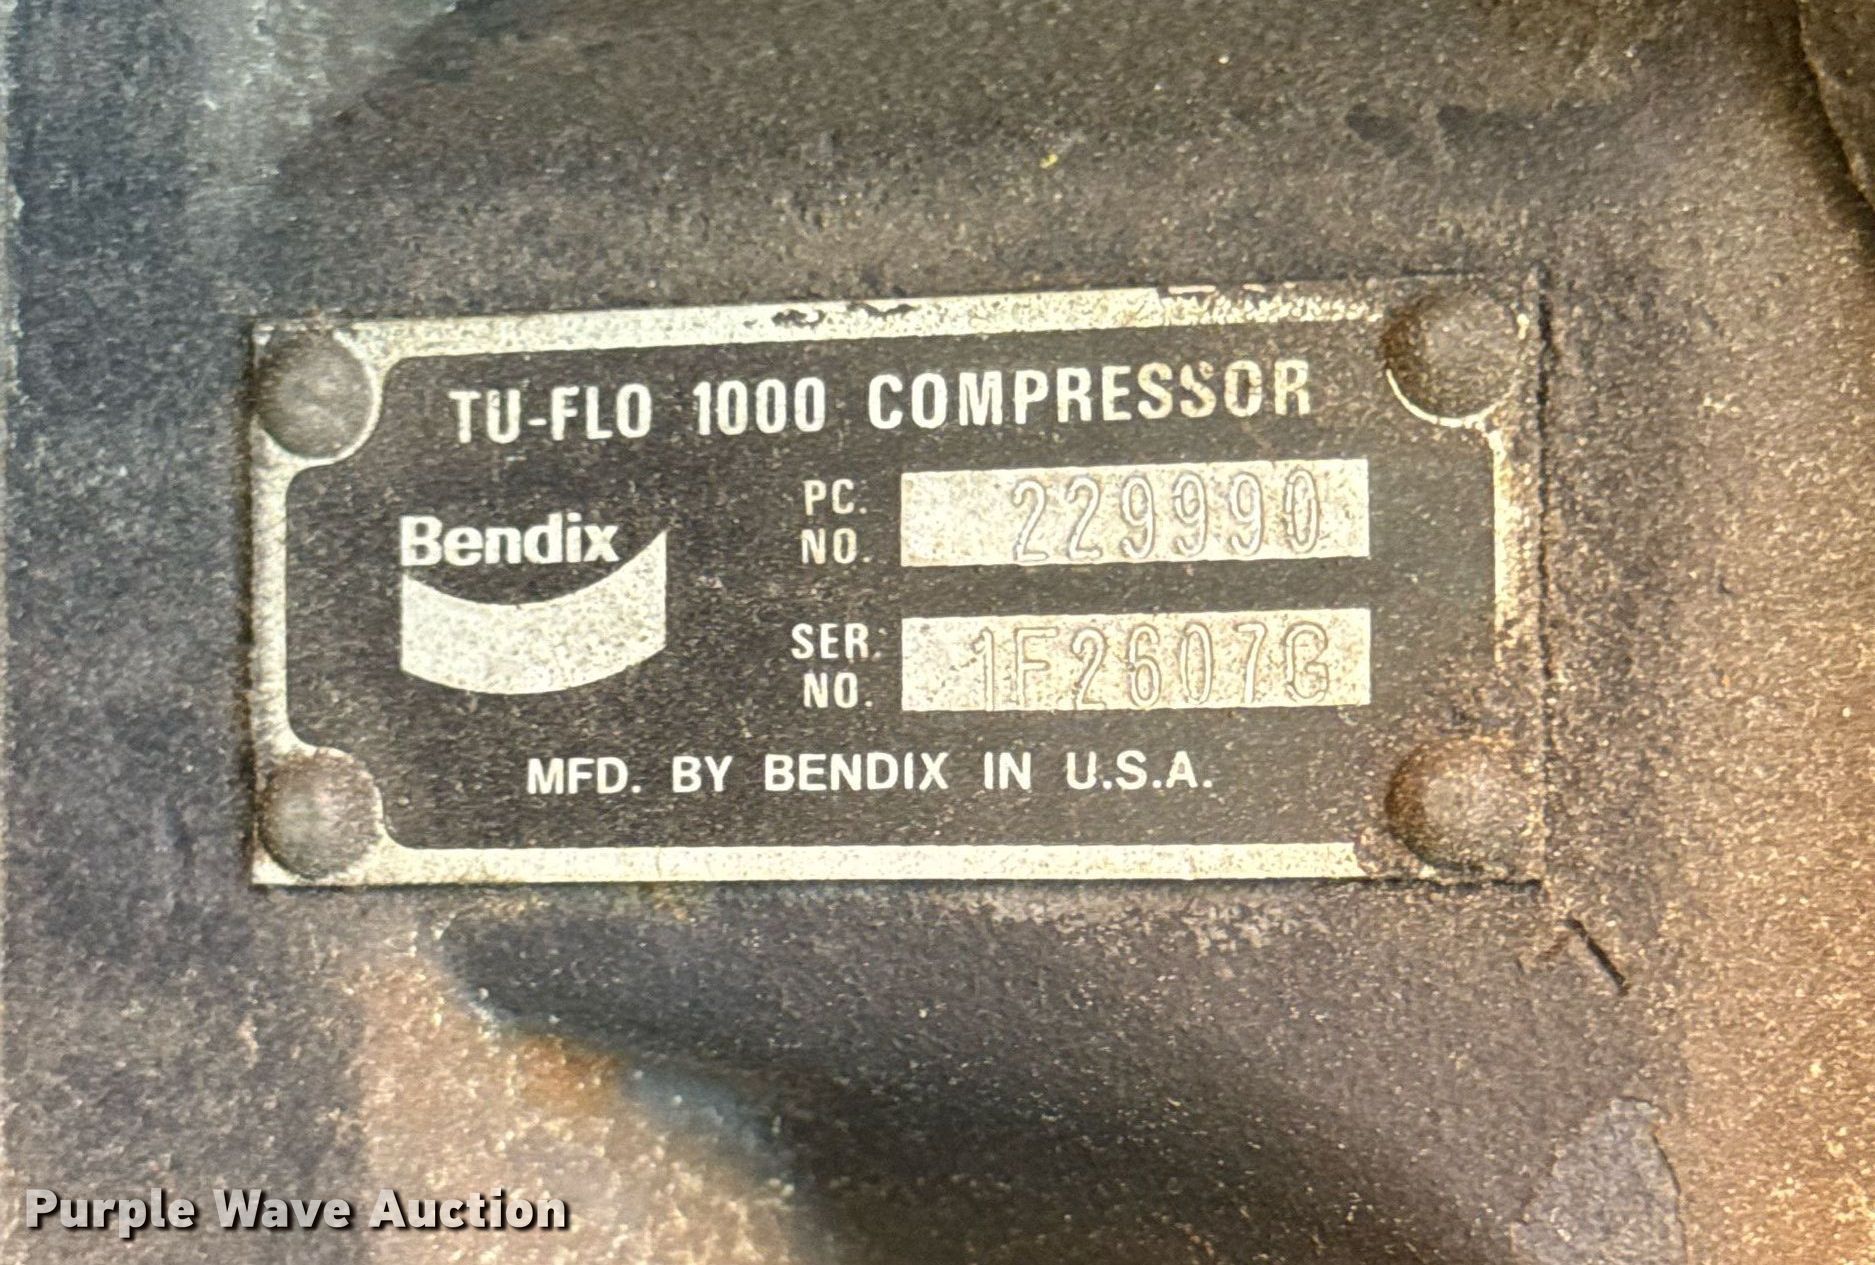 TU-FLO 1000 COMPRESSOR
Bendix
PC. NO. 229990
SER. NO. 1F2607G
MFD. BY BENDIX IN U.S.A.
Purple Wave Auction